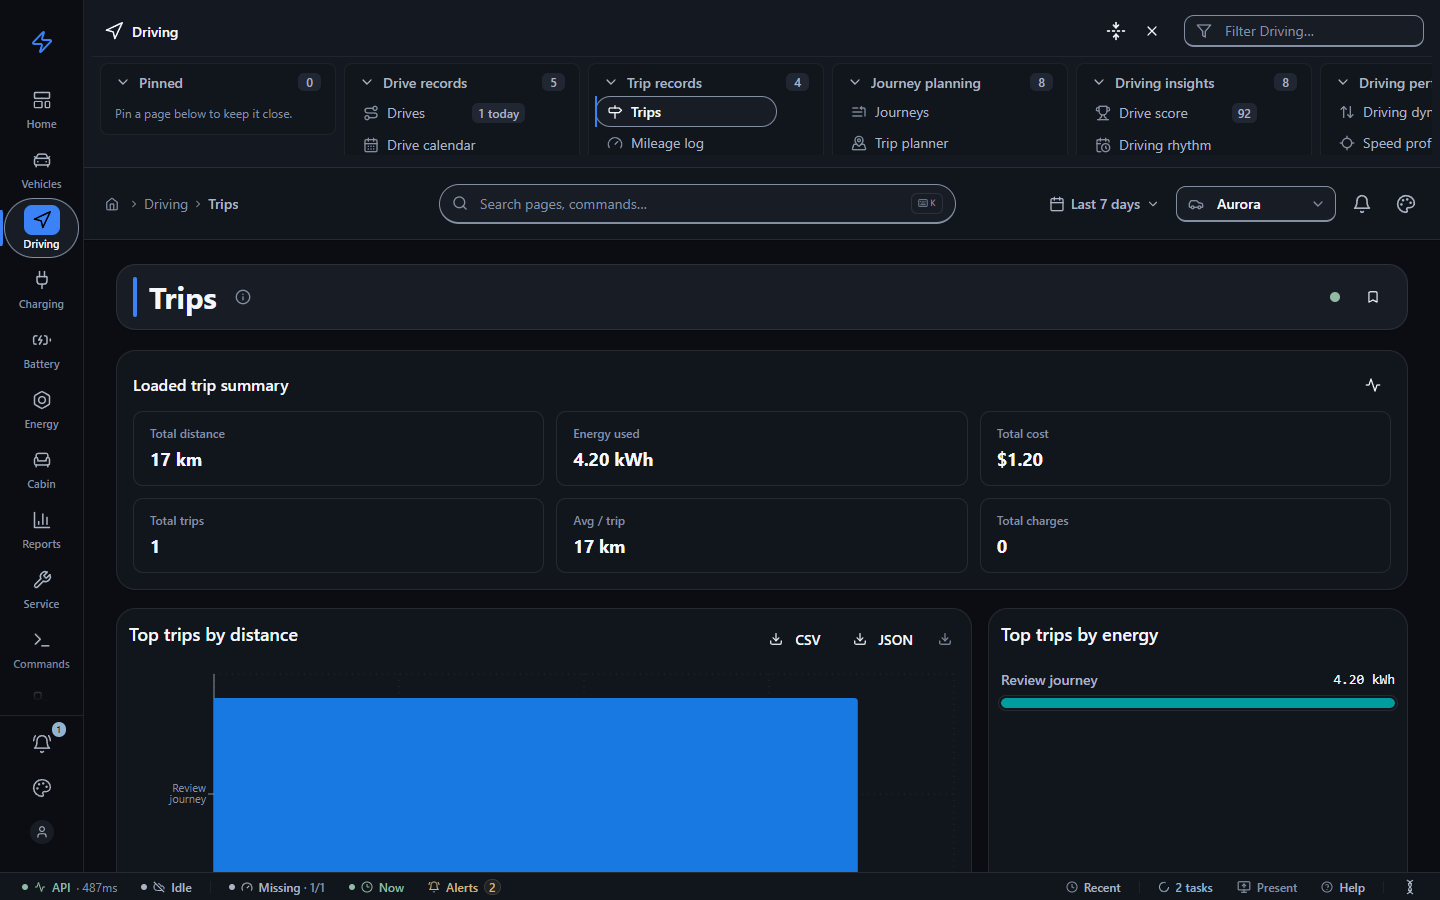 Driving
Filter Driving...
Pinned 0
Pin a page below to keep it close.
Drive records 5
Drives 1 today
Drive calendar
Trip records 4
Trips
Mileage log
Journey planning 8
Journeys
Trip planner
Driving insights 8
Drive score 92
Driving rhythm
Driving per
Driving dyn
Speed prof
Home
Vehicles
Driving
Charging
Battery
Energy
Cabin
Reports
Service
Commands
1
Driving Trips
Search pages, commands... K
Last 7 days
Aurora
Trips
Loaded trip summary
Total distance
17 km
Energy used
4.20 kWh
Total cost
$1.20
Total trips
1
Avg / trip
17 km
Total charges
0
Top trips by distance
CSV JSON
Review
journey
Top trips by energy
Review journey 4.20 kWh
API · 487ms Idle Missing · 1/1 Now Alerts 2 Recent 2 tasks Present Help